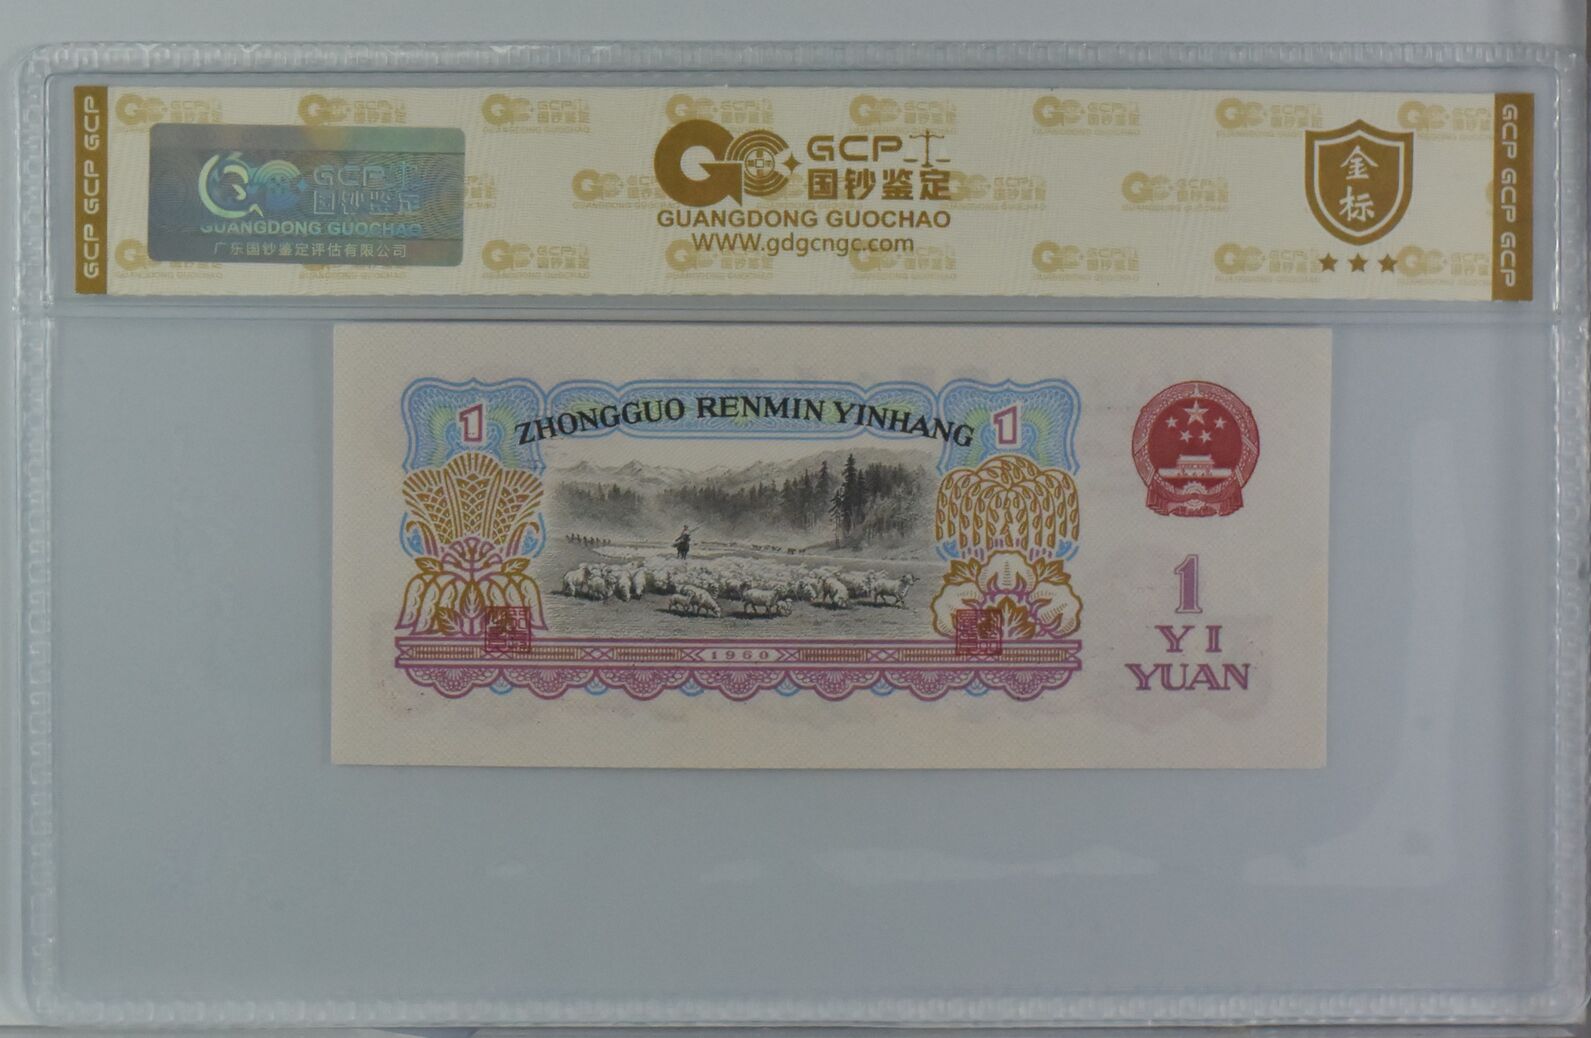 GCP GCP GCP
GCP 国钞鉴定
GUANGDONG GUOCHAO
广东国钞鉴定评估有限公司
GCP
国钞鉴定
GUANGDONG GUOCHAO
WWW.gdgcngc.com
金标
GCP GCP GCP
1
ZHONGGUO RENMIN YINHANG
1
1960
1
YI
YUAN